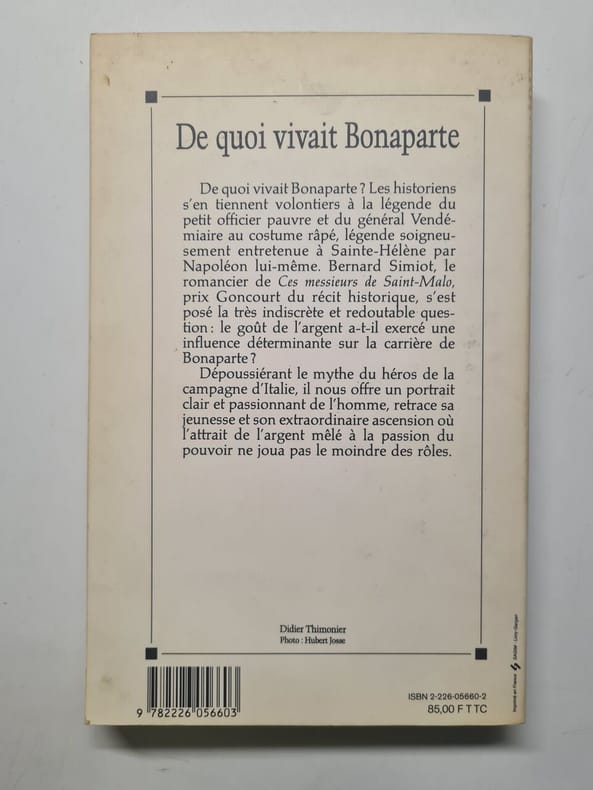 De quoi vivait Bonaparte
De quoi vivait Bonaparte ? Les historiens
s'en tiennent volontiers à la légende du
petit officier pauvre et du général Vendé-
miaire au costume râpé, légende soigneu-
sement entretenue à Sainte-Hélène par
Napoléon lui-même. Bernard Simiot, le
romancier de Ces messieurs de Saint-Malo,
prix Goncourt du récit historique, s'est
posé la très indiscrète et redoutable ques-
tion : le goût de l'argent a-t-il exercé une
influence déterminante sur la carrière de
Bonaparte ?
Dépoussiérant le mythe du héros de la
campagne d'Italie, il nous offre un portrait
clair et passionnant de l'homme, retrace sa
jeunesse et son extraordinaire ascension où
l'attrait de l'argent mêlé à la passion du
pouvoir ne joua pas le moindre des rôles.
Didier Thimonier
Photo : Hubert Josse
Imprimé en France SAGIM - Livry-Gargan
ISBN 2-226-05660-2
85,00 F TTC
9 782226 056603